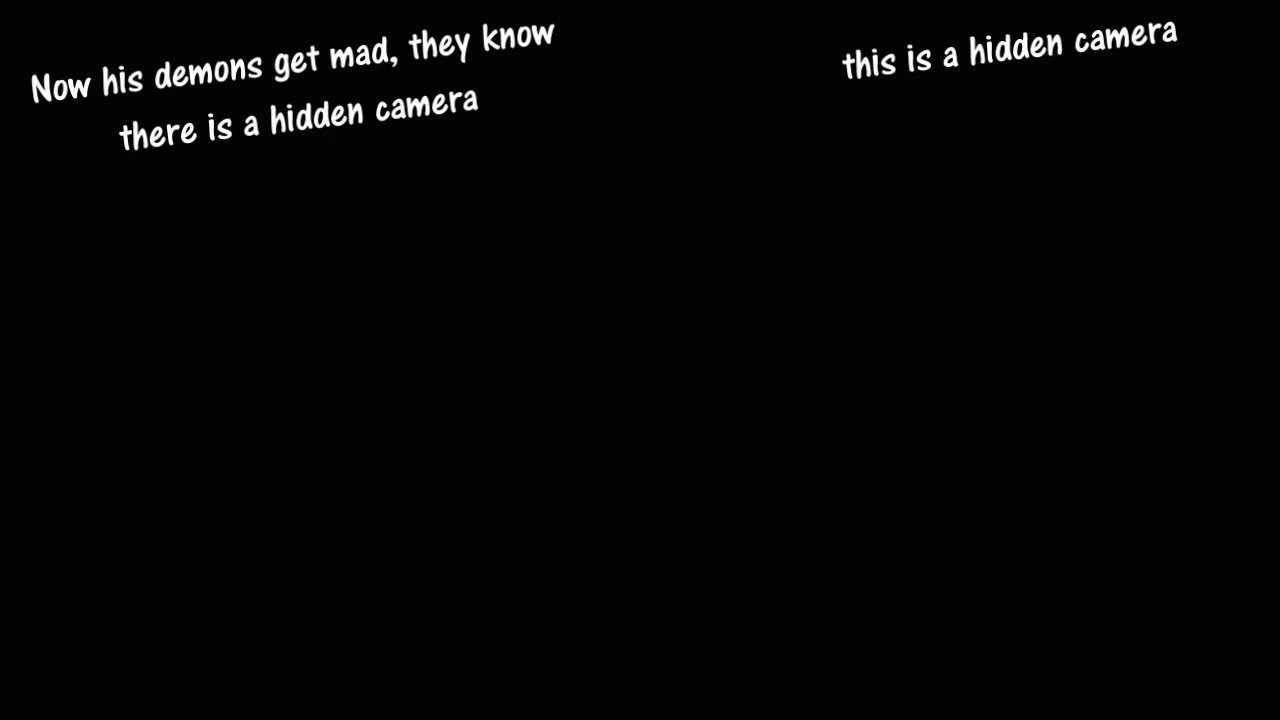 Now his demons get mad, they know
there is a hidden camera
this is a hidden camera